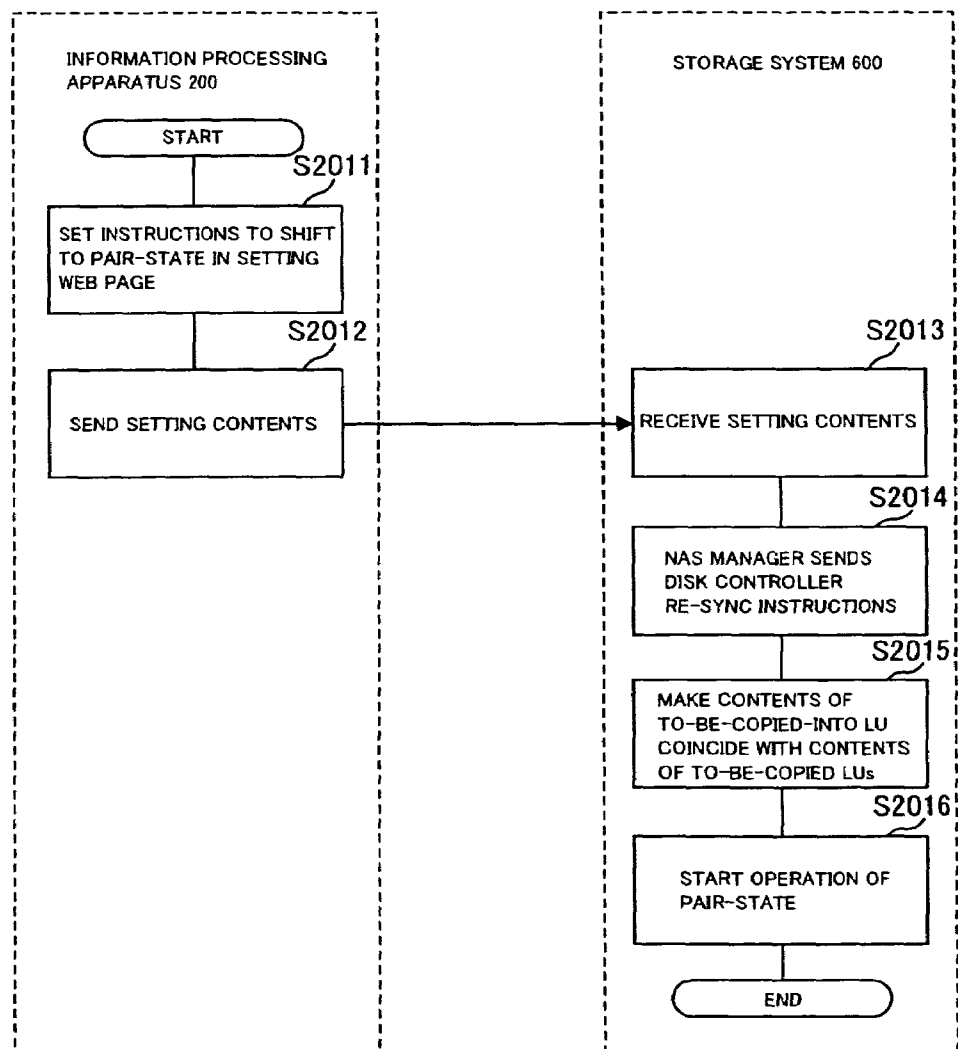 INFORMATION PROCESSING
APPARATUS 200
START
S2011
SET INSTRUCTIONS TO SHIFT
TO PAIR-STATE IN SETTING
WEB PAGE
S2012
SEND SETTING CONTENTS
STORAGE SYSTEM 600
S2013
RECEIVE SETTING CONTENTS
S2014
NAS MANAGER SENDS
DISK CONTROLLER
RE-SYNC INSTRUCTIONS
S2015
MAKE CONTENTS OF
TO-BE-COPIED-INTO LU
COINCIDE WITH CONTENTS
OF TO-BE-COPIED LUs
S2016
START OPERATION OF
PAIR-STATE
END